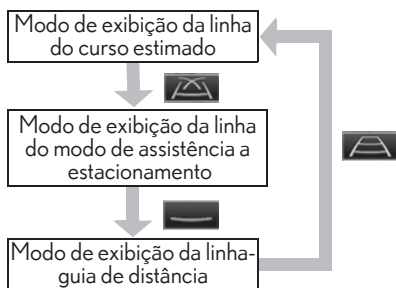 Modo de exibição da linha
do curso estimado
Modo de exibição da linha
do modo de assistência a
estacionamento
Modo de exibição da linha-
guia de distância